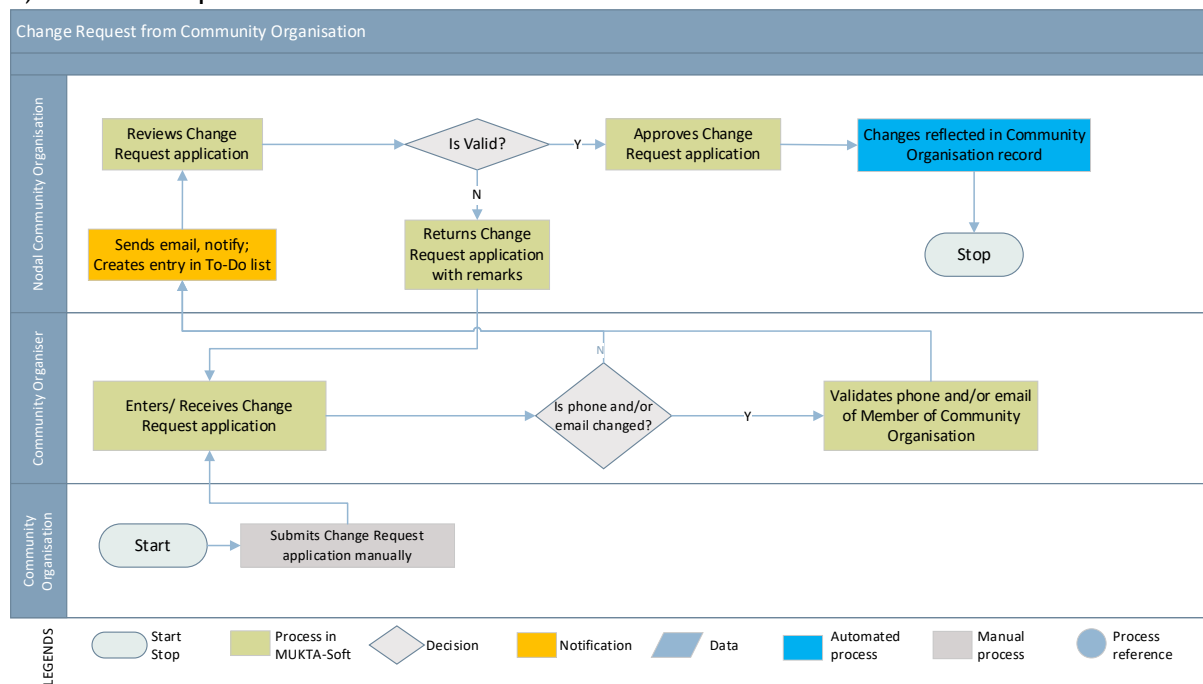 Change Request from Community Organisation
Nodal Community Organisation
Reviews Change
Request application
Is Valid?
Y
Approves Change
Request application
Changes reflected in Community
Organisation record
N
Sends email, notify;
Creates entry in To-Do list
Returns Change
Request application
with remarks
Stop
Community Organiser
N
Enters/ Receives Change
Request application
Is phone and/or
email changed?
Y
Validates phone and/or email
of Member of Community
Organisation
Community
Organisation
Start
Submits Change Request
application manually
LEGENDS
Start
Stop
Process in
MUKTA-Soft
Decision
Notification
Data
Automated
process
Manual
process
Process
reference